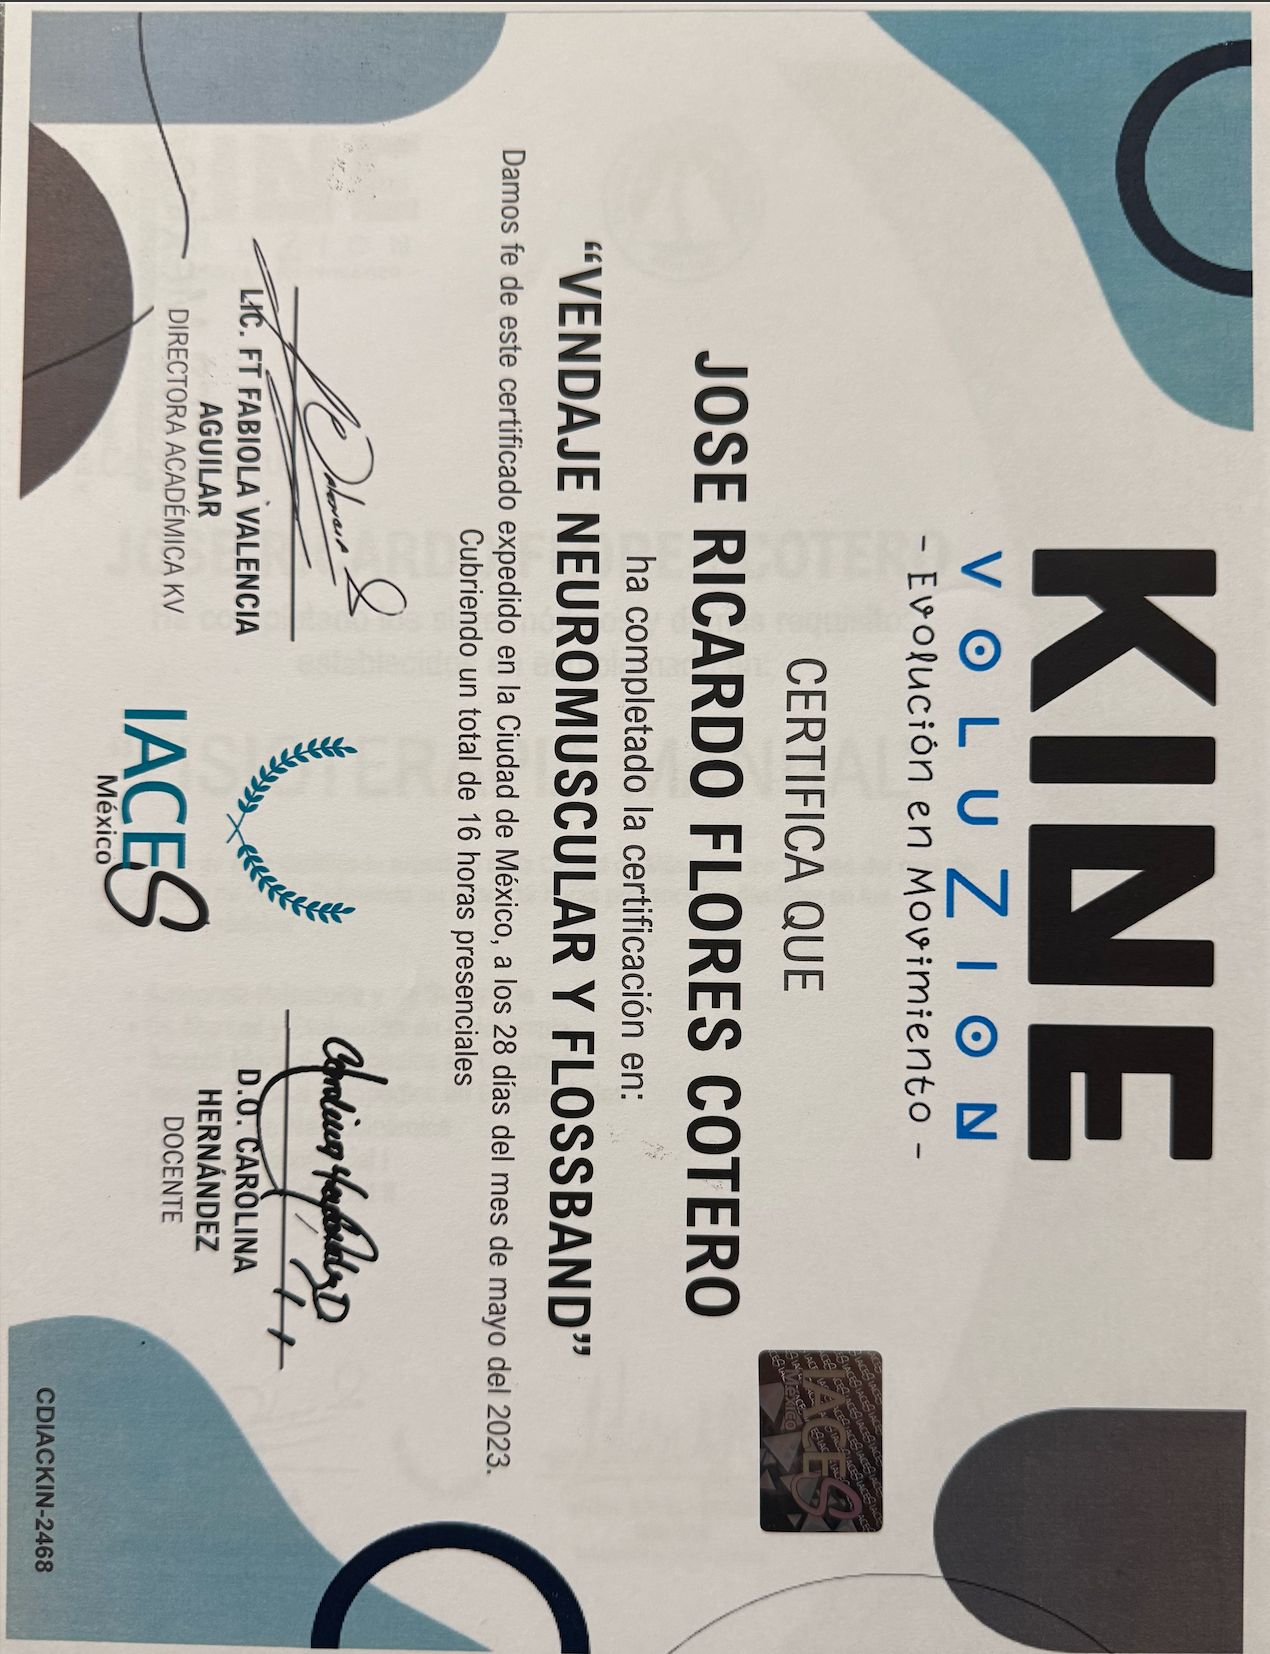 KINE
VOLUZION
- Evolución en Movimiento -
CERTIFICA QUE
JOSE RICARDO FLORES COTERO
ha completado la certificación en:
“VENDAJE NEUROMUSCULAR Y FLOSSBAND”
Damos fe de este certificado expedido en la Ciudad de México, a los 28 días del mes de mayo del 2023.
Cubriendo un total de 16 horas presenciales
LIC. FT FABIOLA VALENCIA
AGUILAR
DIRECTORA ACADÉMICA KV
IACES
México
D.O. CAROLINA
HERNÁNDEZ
DOCENTE
IACES
México
CDIACKIN-2468